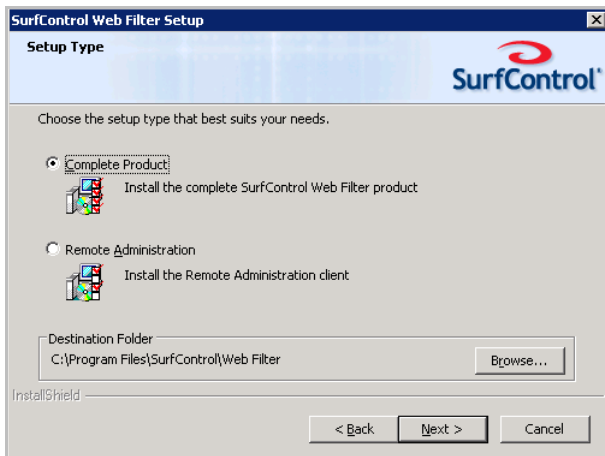 SurfControl Web Filter Setup
Setup Type
SurfControl
Choose the setup type that best suits your needs.
Complete Product
Install the complete SurfControl Web Filter product
Remote Administration
Install the Remote Administration client
Destination Folder
C:\Program Files\SurfControl\Web Filter
Browse...
InstallShield
< Back
Next >
Cancel